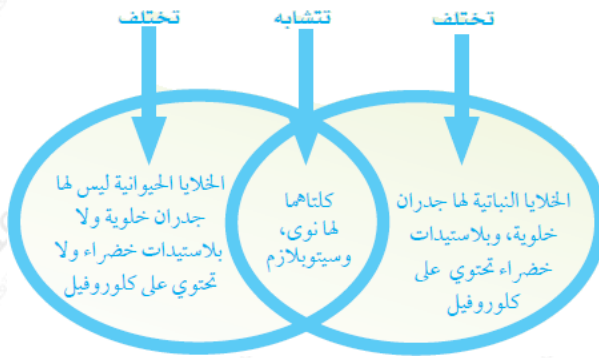 تختلف
تتشابه
تختلف
الخلايا النباتية لها جدران
خلوية، وبلاستيدات
خضراء تحتوي على
كلوروفيل
كلتاهما
لها نوى،
وسيتوبلازم
الخلايا الحيوانية ليس لها
جدران خلوية ولا
بلاستيدات خضراء ولا
تحتوي على كلوروفيل